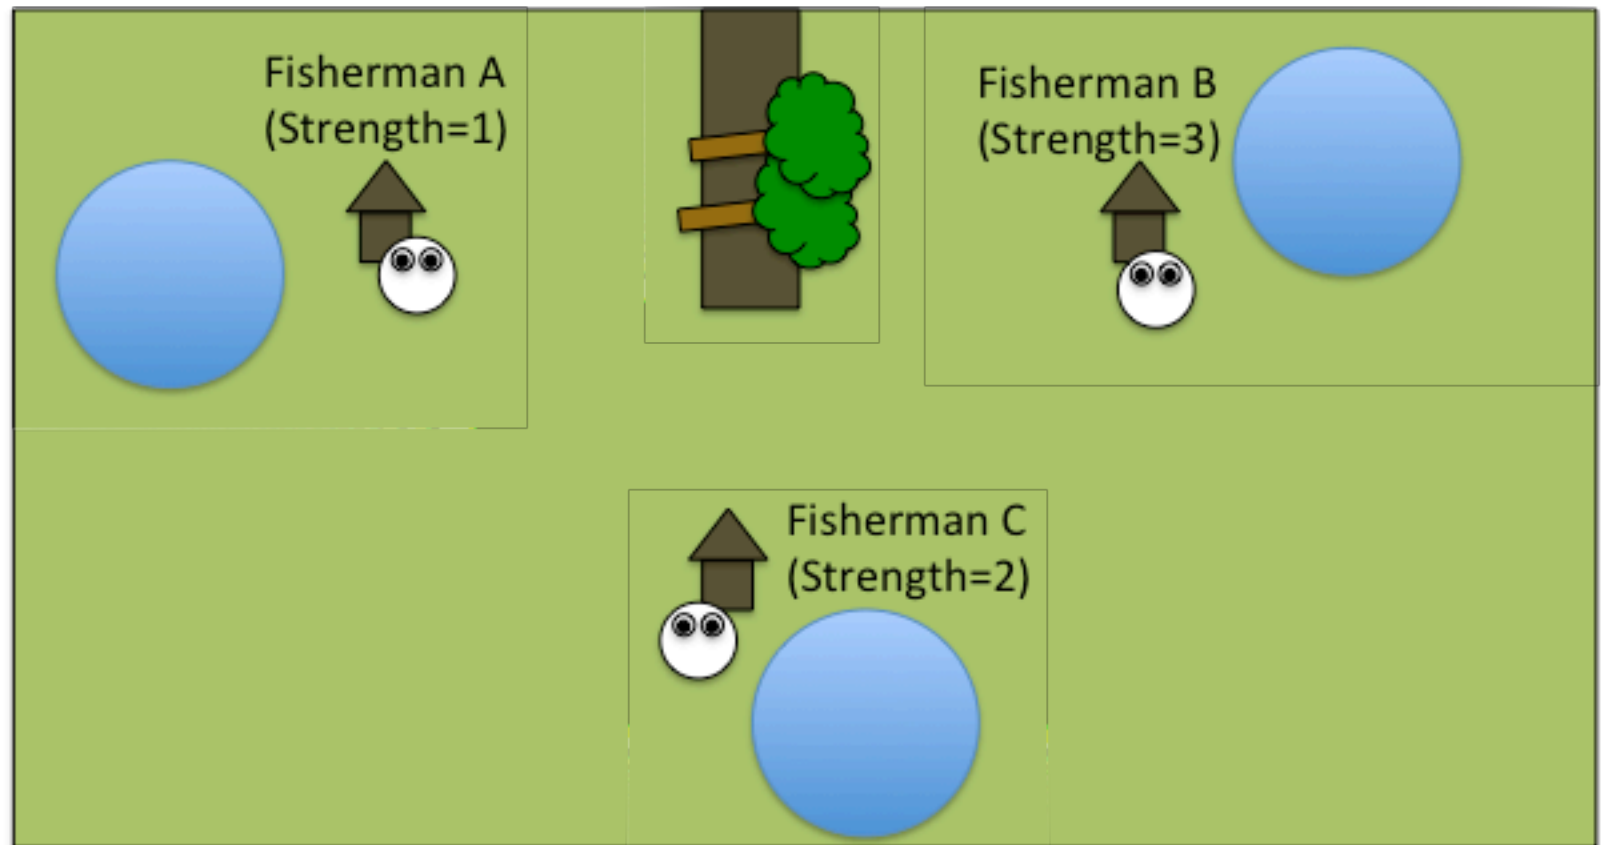 Fisherman A
(Strength=1)
Fisherman B
(Strength=3)
Fisherman C
(Strength=2)